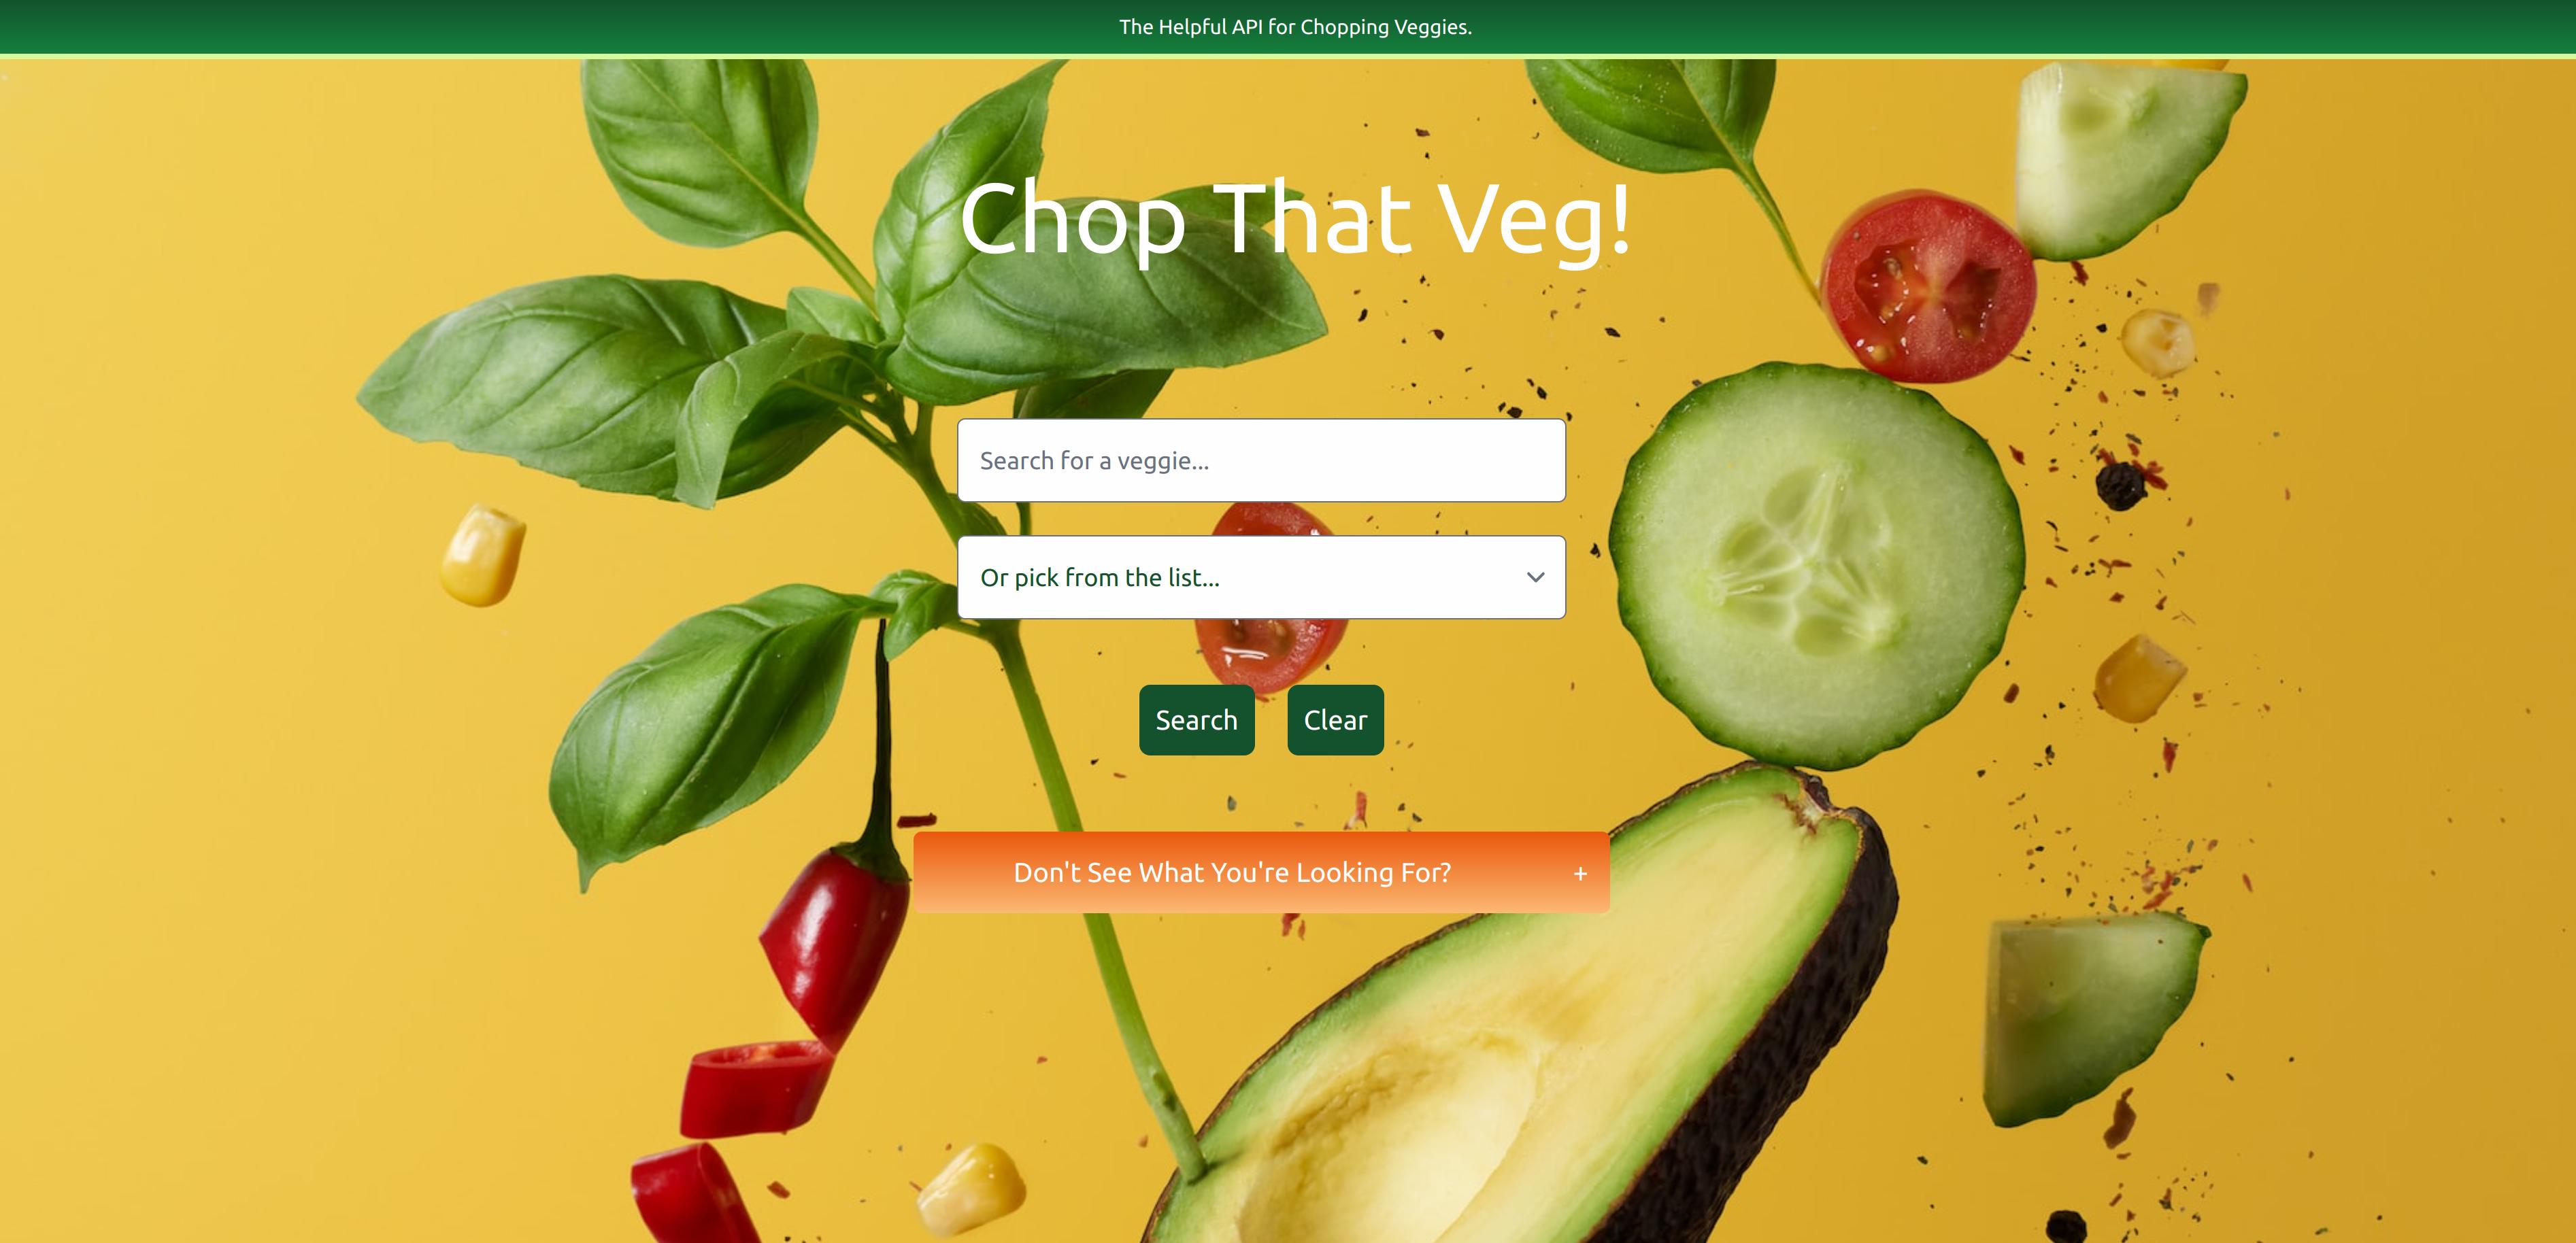 The Helpful API for Chopping Veggies.
Chop That Veg!
Search for a veggie...
Or pick from the list...
Search
Clear
Don't See What You're Looking For?
+